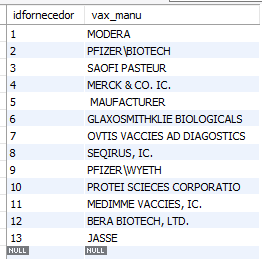 idfornecedor vax_manu
1 MODERA
2 PFIZER\BIOTECH
3 SAOFI PASTEUR
4 MERCK & CO. IC.
5 MAUFACTURER
6 GLAXOSMITHKLIE BIOLOGICALS
7 OVTIS VACCIES AD DIAGOSTICS
8 SEQIRUS, IC.
9 PFIZER\WYETH
10 PROTEI SCIECES CORPORATIO
11 MEDIMME VACCIES, IC.
12 BERA BIOTECH, LTD.
13 JASSE
NULL NULL